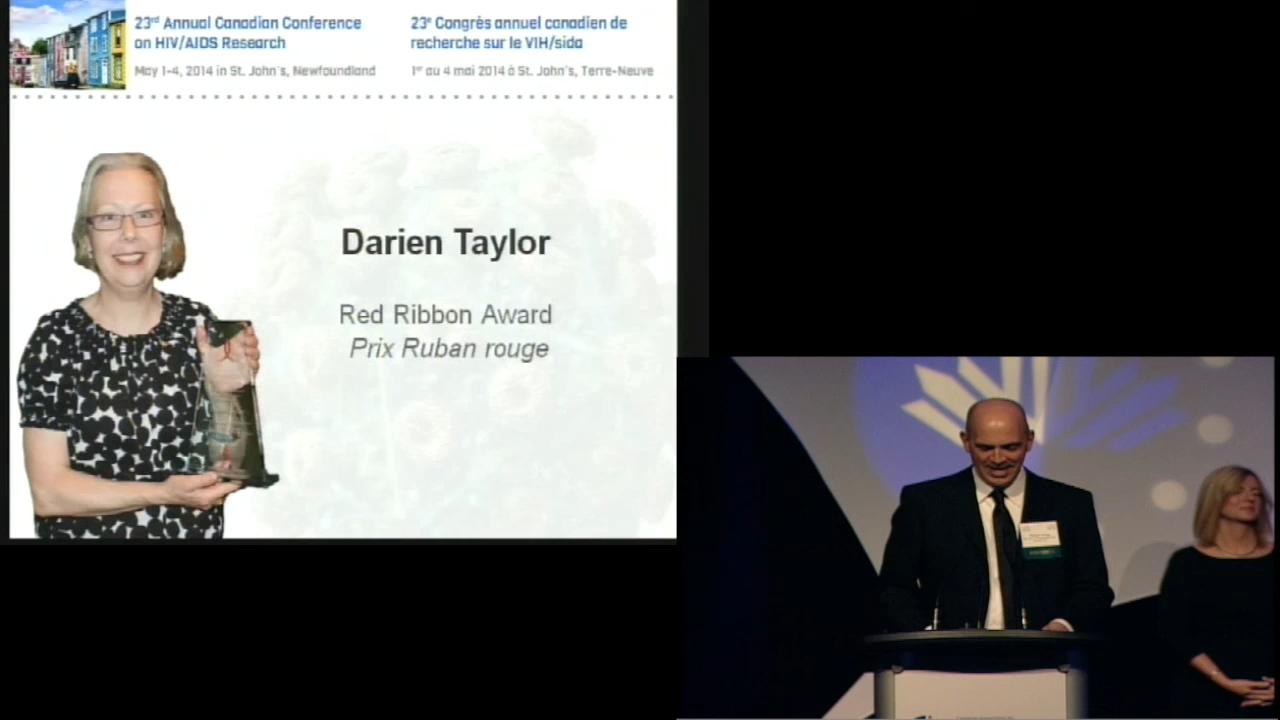 23rd Annual Canadian Conference
on HIV/AIDS Research
May 1-4, 2014 in St. John's, Newfoundland
23e Congrès annuel canadien de
recherche sur le VIH/sida
1er au 4 mai 2014 à St. John's, Terre-Neuve
Darien Taylor
Red Ribbon Award
Prix Ruban rouge